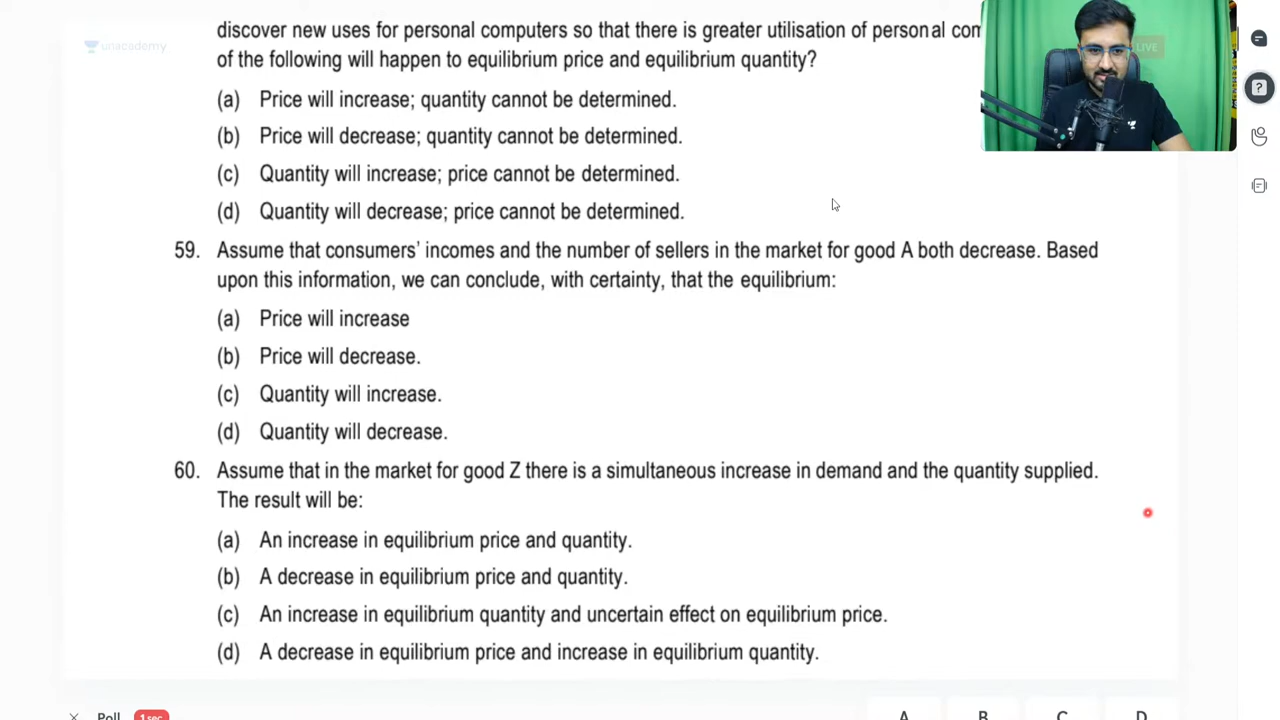 discover new uses for personal computers so that there is greater utilisation of personal
unacademy
LIVE
of the following will happen to equilibrium price and equilibrium quantity?
(a) Price will increase; quantity cannot be determined.
(b) Price will decrease; quantity cannot be determined.
(c) Quantity will increase; price cannot be determined.
(d) Quantity will decrease; price cannot be determined.
59. Assume that consumers' incomes and the number of sellers in the market for good A both decrease. Based
upon this information, we can conclude, with certainty, that the equilibrium:
(a) Price will increase
(b) Price will decrease.
(c) Quantity will increase.
(d) Quantity will decrease.
60. Assume that in the market for good Z there is a simultaneous increase in demand and the quantity supplied.
The result will be:
(a) An increase in equilibrium price and quantity.
(b) A decrease in equilibrium price and quantity.
(c) An increase in equilibrium quantity and uncertain effect on equilibrium price.
(d) A decrease in equilibrium price and increase in equilibrium quantity.
Poll 1 sec A B C D